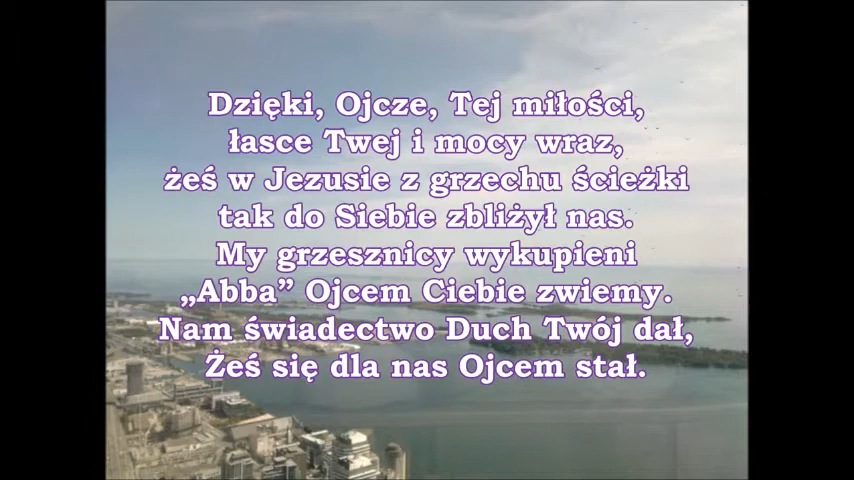 Dzięki, Ojcze, Tej miłości,
łasce Twej i mocy wraz,
żeś w Jezusie z grzechu ścieżki
tak do Siebie zbliżył nas.
My grzesznicy wykupieni
„Abba” Ojcem Ciebie zwiemy.
Nam świadectwo Duch Twój dał,
Żeś się dla nas Ojcem stał.